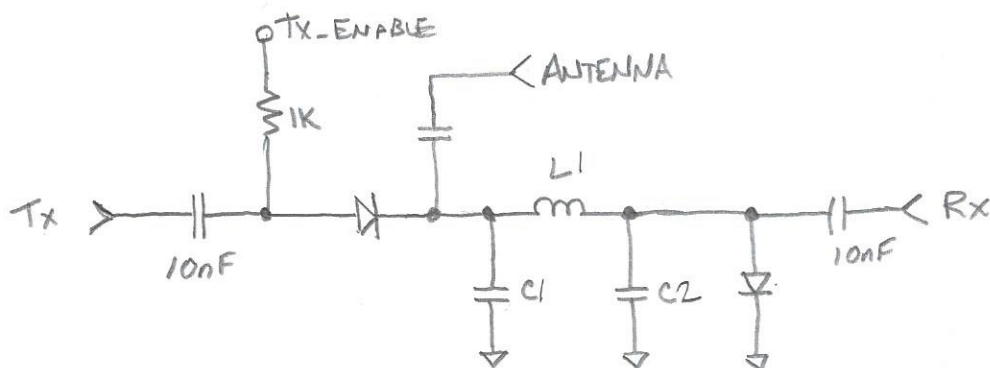 Tx_ENABLE
ANTENNA
1K
L1
Tx
Rx
10nF
10nF
C1
C2